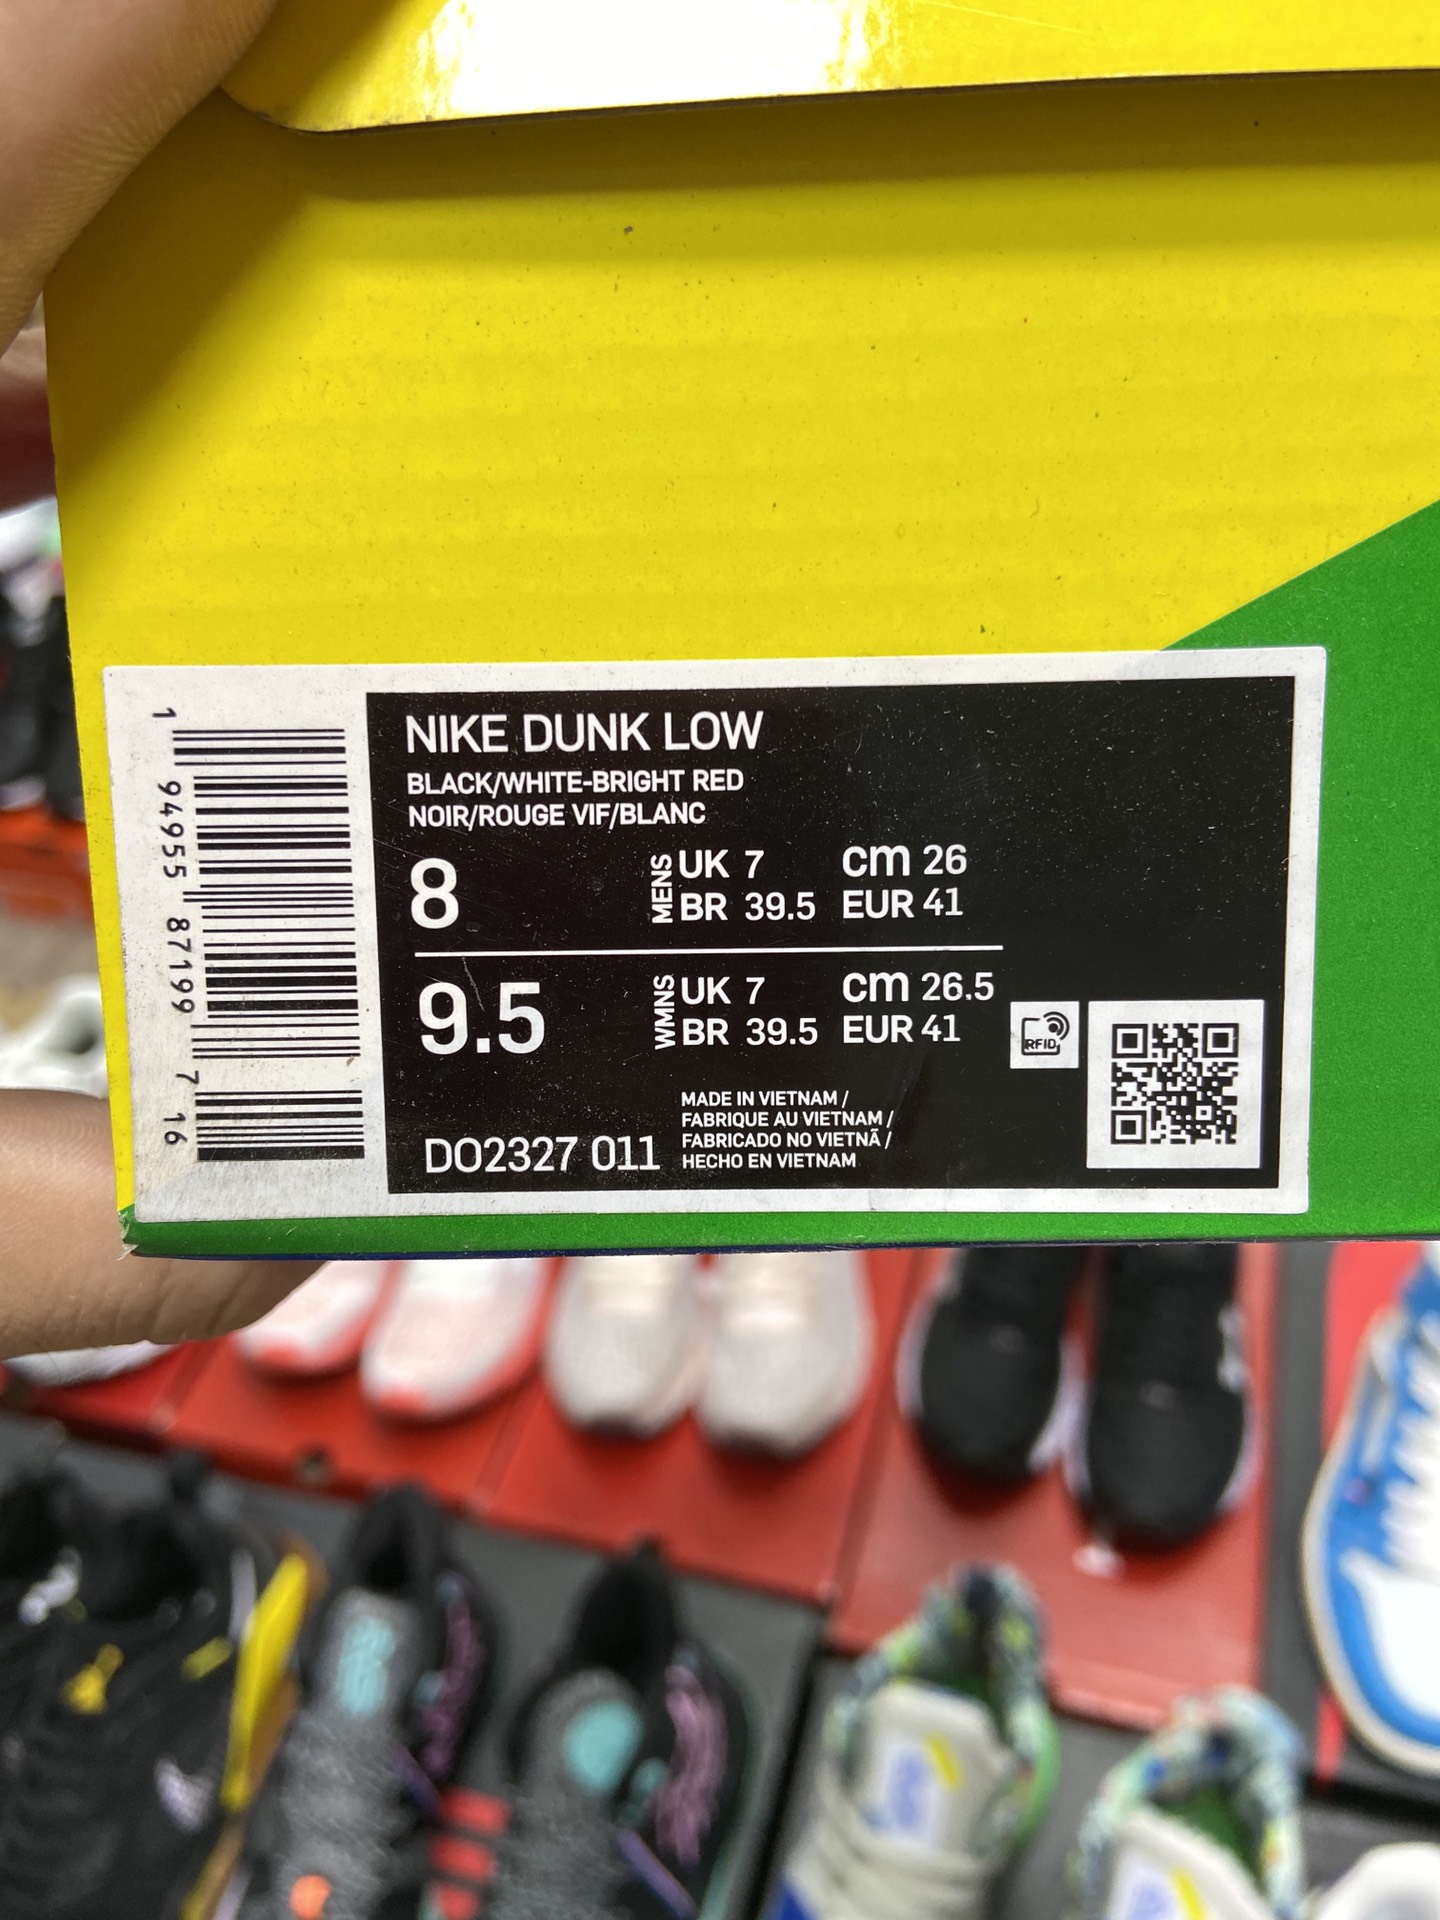 NIKE DUNK LOW
BLACK/WHITE-BRIGHT RED
NOIR/ROUGE VIF/BLANC
8 MENS UK 7 cm 26
BR 39.5 EUR 41
9.5 WMNS UK 7 cm 26.5
BR 39.5 EUR 41
RFID
MADE IN VIETNAM /
FABRIQUE AU VIETNAM /
FABRICADO NO VIETNÃ /
HECHO EN VIETNAM
DO2327 011
1 94955 87199 7 16